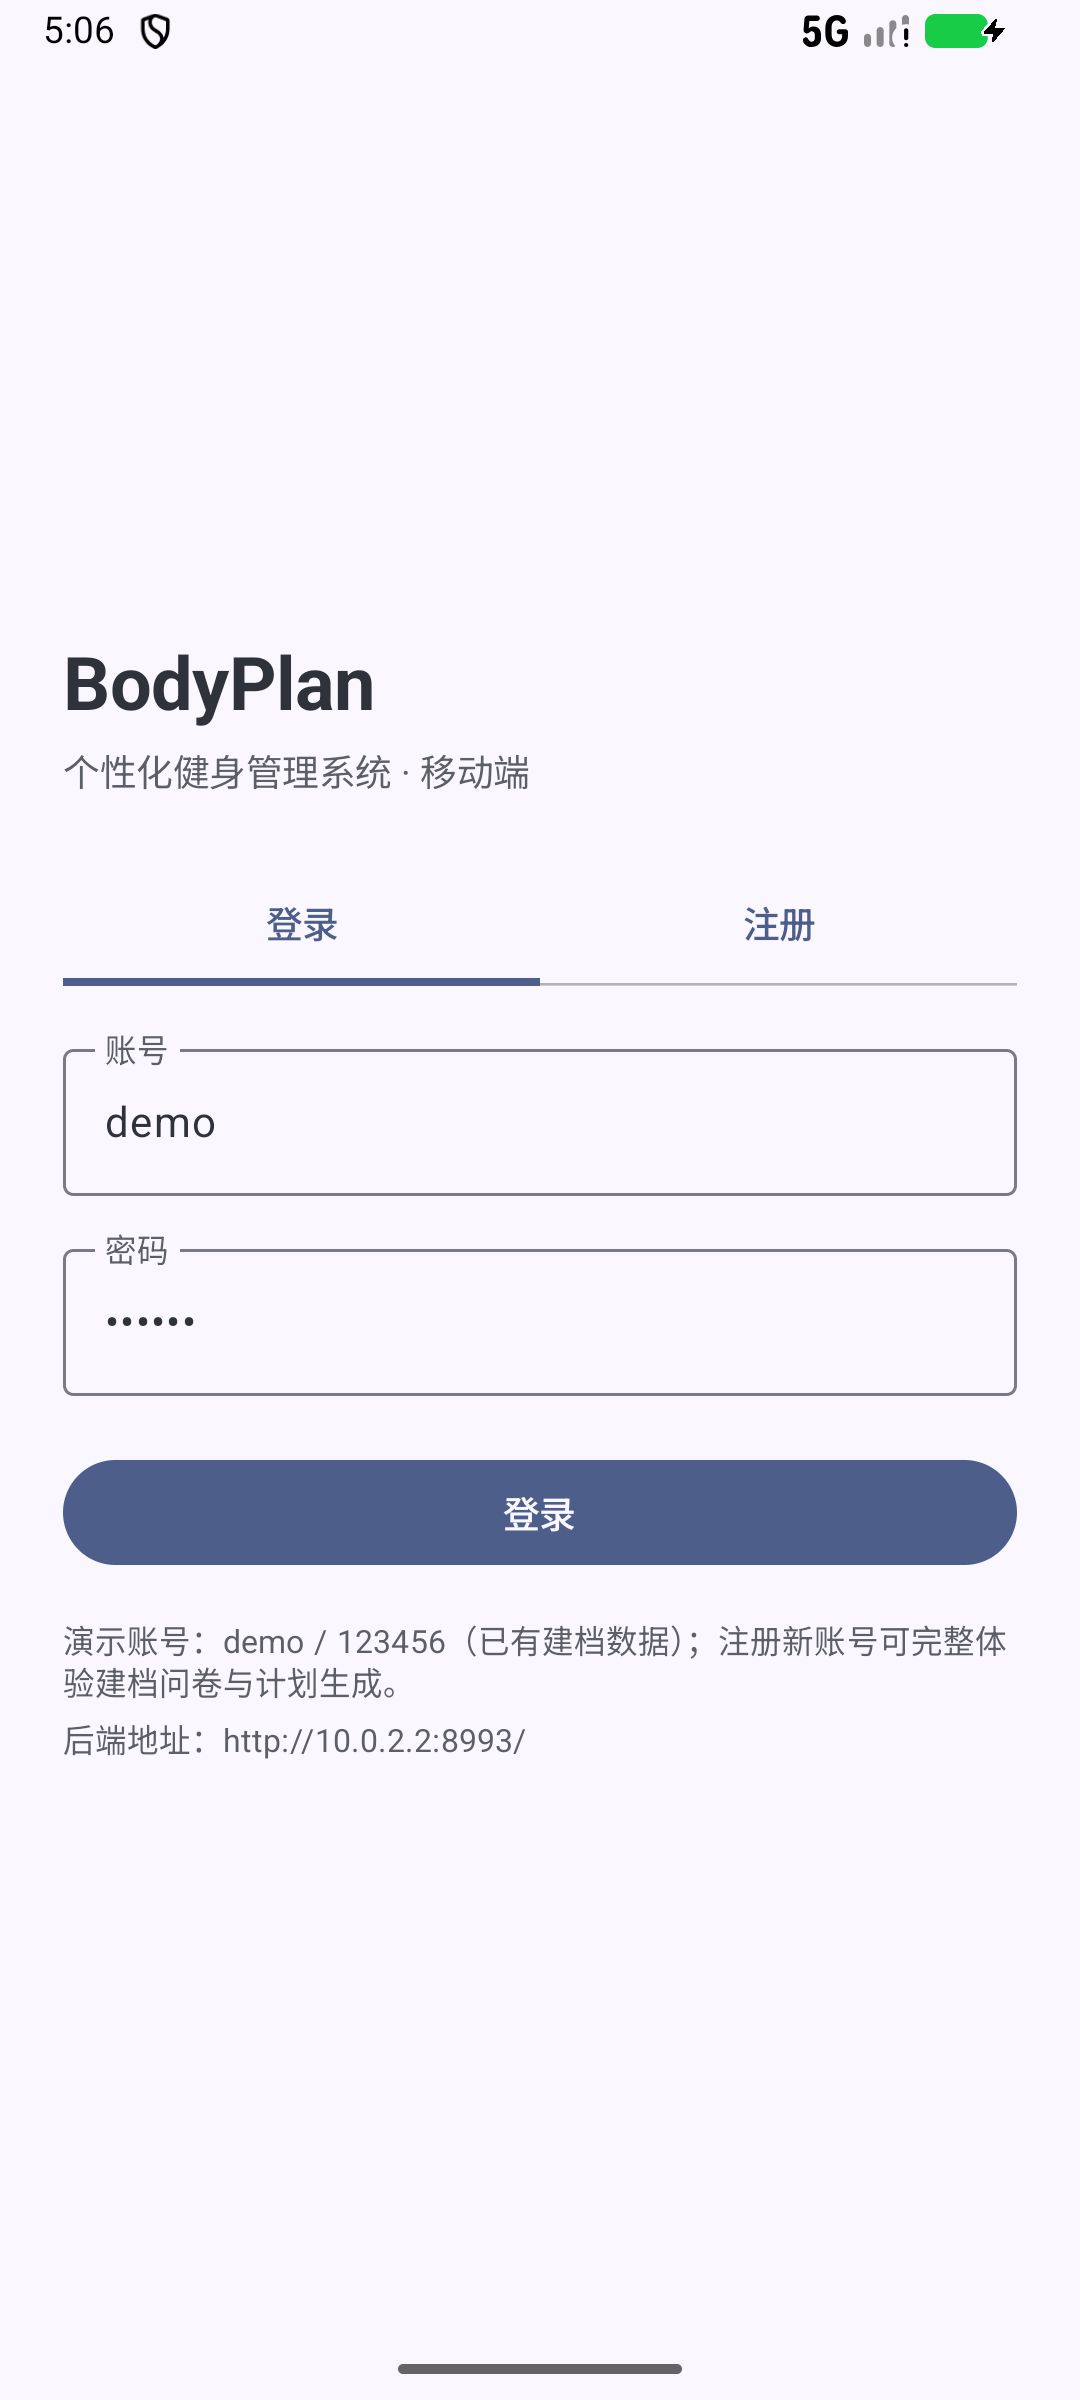 5:06
5G
BodyPlan
个性化健身管理系统 · 移动端
登录
注册
账号
demo
密码
••••••
登录
演示账号：demo / 123456（已有建档数据）；注册新账号可完整体
验建档问卷与计划生成。
后端地址：http://10.0.2.2:8993/